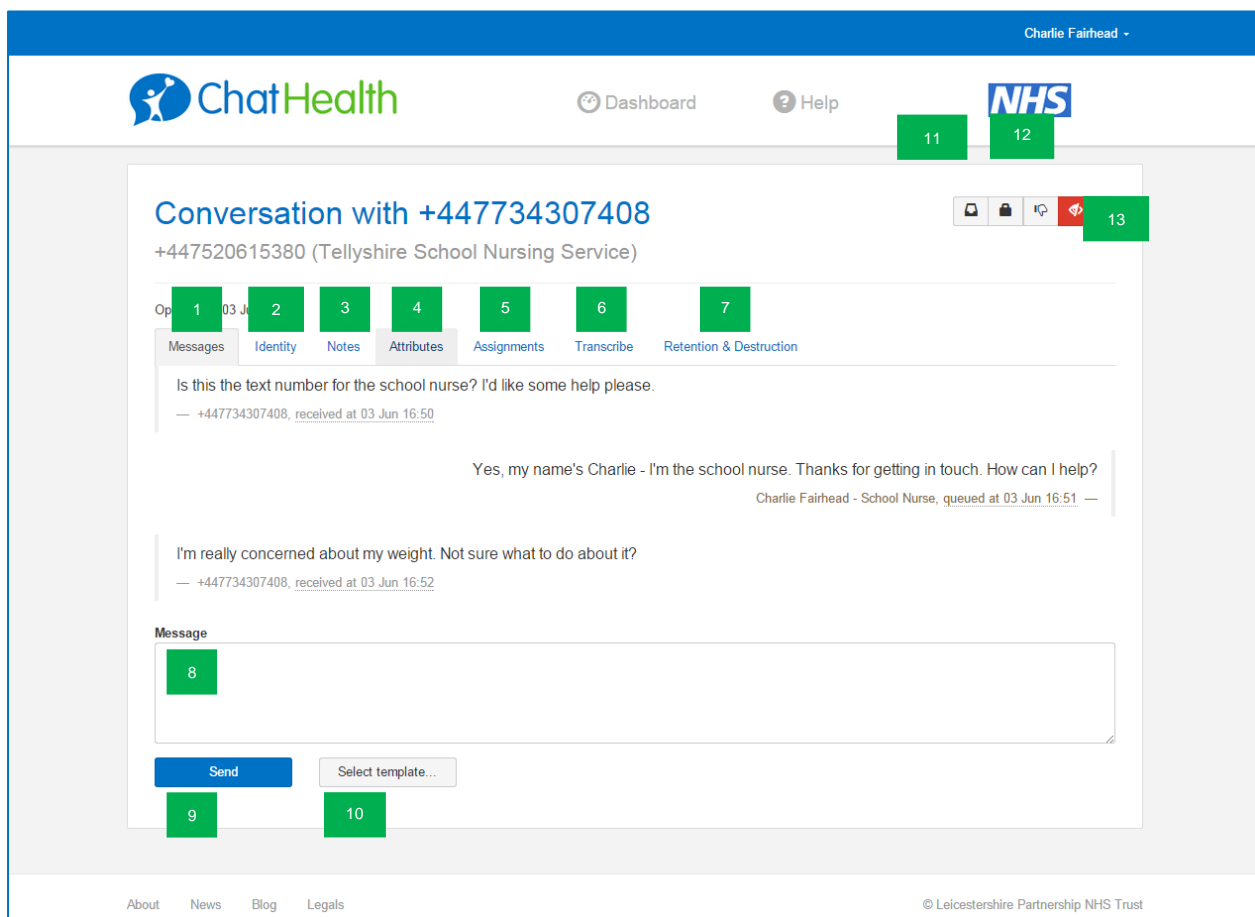 Charlie Fairhead
ChatHealth
Dashboard
Help
NHS
11
12
Conversation with +447734307408
13
+447520615380 (Tellyshire School Nursing Service)
1
2
3
4
5
6
7
03
Messages
Identity
Notes
Attributes
Assignments
Transcribe
Retention & Destruction
Is this the text number for the school nurse? I'd like some help please.
— +447734307408, received at 03 Jun 16:50
Yes, my name's Charlie - I'm the school nurse. Thanks for getting in touch. How can I help?
Charlie Fairhead - School Nurse, queued at 03 Jun 16:51 —
I'm really concerned about my weight. Not sure what to do about it?
— +447734307408, received at 03 Jun 16:52
Message
8
Send
Select template...
9
10
About
News
Blog
Legals
© Leicestershire Partnership NHS Trust